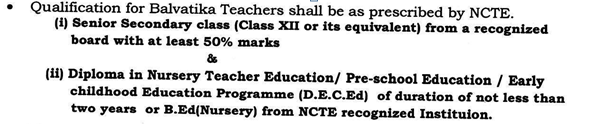 • Qualification for Balvatika Teachers shall be as prescribed by NCTE.
(i) Senior Secondary class (Class XII or its equivalent) from a recognized
board with at least 50% marks
&
(ii) Diploma in Nursery Teacher Education/ Pre-school Education / Early
childhood Education Programme (D.E.C.Ed) of duration of not less than
two years or B.Ed(Nursery) from NCTE recognized Instituion.